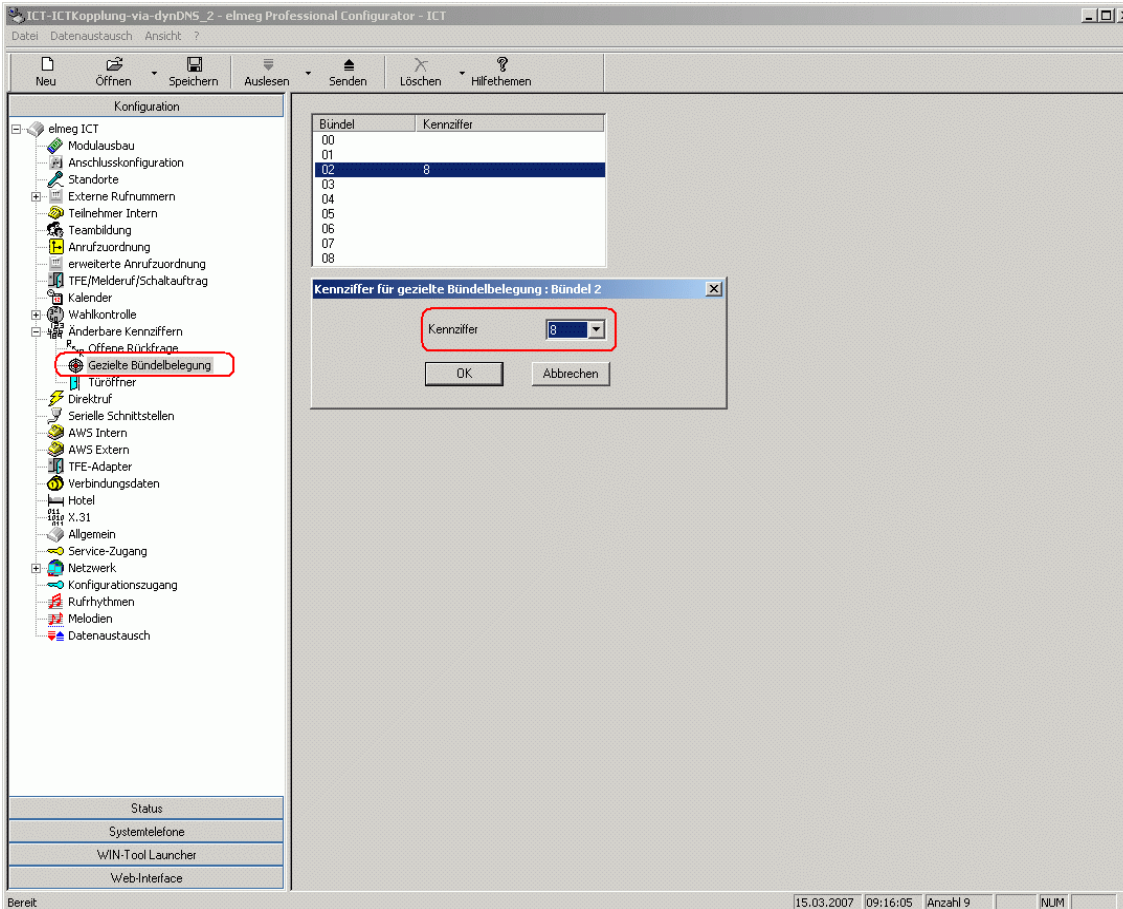 ICT-ICTKopplung-via-dynDNS_2 - elmeg Professional Configurator - ICT
Datei Datenaustausch Ansicht ?
Neu Öffnen Speichern Auslesen Senden Löschen Hilfethemen
Konfiguration
elmeg ICT
Modulausbau
Anschlusskonfiguration
Standorte
Externe Rufnummern
Teilnehmer Intern
Teambildung
Anrufzuordnung
erweiterte Anrufzuordnung
TFE/Melderuf/Schaltauftrag
Kalender
Wahlkontrolle
Änderbare Kennziffern
Offene Rückfrage
Gezielte Bündelbelegung
Türöffner
Direktruf
Serielle Schnittstellen
AWS Intern
AWS Extern
TFE-Adapter
Verbindungsdaten
Hotel
X.31
Allgemein
Service-Zugang
Netzwerk
Konfigurationszugang
Rufrhythmen
Melodien
Datenaustausch
Status
Systemtelefone
WIN-Tool Launcher
Web-Interface
Bündel Kennziffer
00
01
02 8
03
04
05
06
07
08
Kennziffer für gezielte Bündelbelegung : Bündel 2
Kennziffer 8
OK Abbrechen
Bereit 15.03.2007 09:16:05 Anzahl 9 NUM